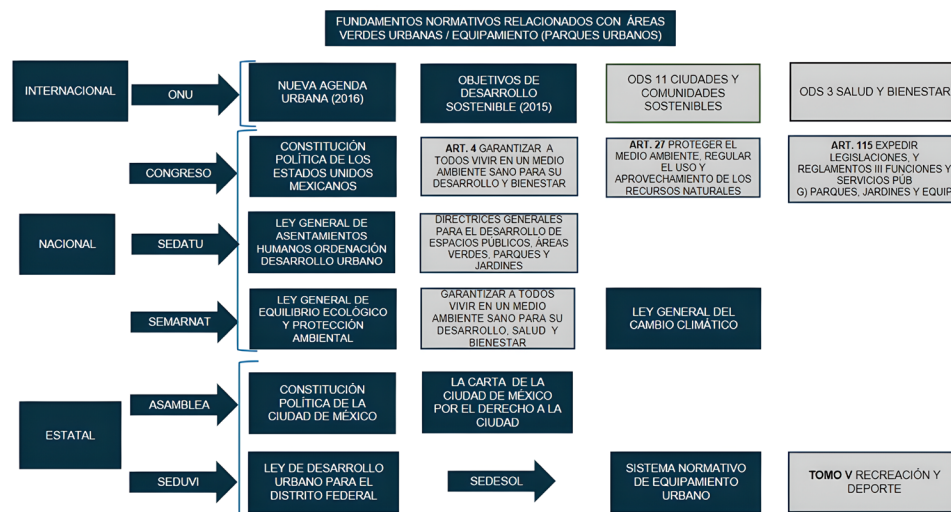 FUNDAMENTOS NORMATIVOS RELACIONADOS CON ÁREAS
VERDES URBANAS / EQUIPAMIENTO (PARQUES URBANOS)
INTERNACIONAL
ONU
NUEVA AGENDA
URBANA (2016)
OBJETIVOS DE
DESARROLLO
SOSTENIBLE (2015)
ODS 11 CIUDADES Y
COMUNIDADES
SOSTENIBLES
ODS 3 SALUD Y BIENESTAR
NACIONAL
CONGRESO
CONSTITUCIÓN
POLÍTICA DE LOS
ESTADOS UNIDOS
MEXICANOS
ART. 4 GARANTIZAR A
TODOS VIVIR EN UN MEDIO
AMBIENTE SANO PARA SU
DESARROLLO Y BIENESTAR
ART. 27 PROTEGER EL
MEDIO AMBIENTE, REGULAR
EL USO Y
APROVECHAMIENTO DE LOS
RECURSOS NATURALES
ART. 115 EXPEDIR
LEGISLACIONES, Y
REGLAMENTOS III FUNCIONES Y
SERVICIOS PÚB
G) PARQUES, JARDINES Y EQUIP
SEDATU
LEY GENERAL DE
ASENTAMIENTOS
HUMANOS ORDENACIÓN
DESARROLLO URBANO
DIRECTRICES GENERALES
PARA EL DESARROLLO DE
ESPACIOS PÚBLICOS, ÁREAS
VERDES, PARQUES Y
JARDINES
SEMARNAT
LEY GENERAL DE
EQUILIBRIO ECOLÓGICO
Y PROTECCIÓN
AMBIENTAL
GARANTIZAR A TODOS
VIVIR EN UN MEDIO
AMBIENTE SANO PARA SU
DESARROLLO, SALUD Y
BIENESTAR
LEY GENERAL DEL
CAMBIO CLIMÁTICO
ESTATAL
ASAMBLEA
CONSTITUCIÓN
POLÍTICA DE LA
CIUDAD DE MÉXICO
LA CARTA DE LA
CIUDAD DE MÉXICO
POR EL DERECHO A LA
CIUDAD
SEDUVI
LEY DE DESARROLLO
URBANO PARA EL
DISTRITO FEDERAL
SEDESOL
SISTEMA NORMATIVO
DE EQUIPAMIENTO
URBANO
TOMO V RECREACIÓN Y
DEPORTE